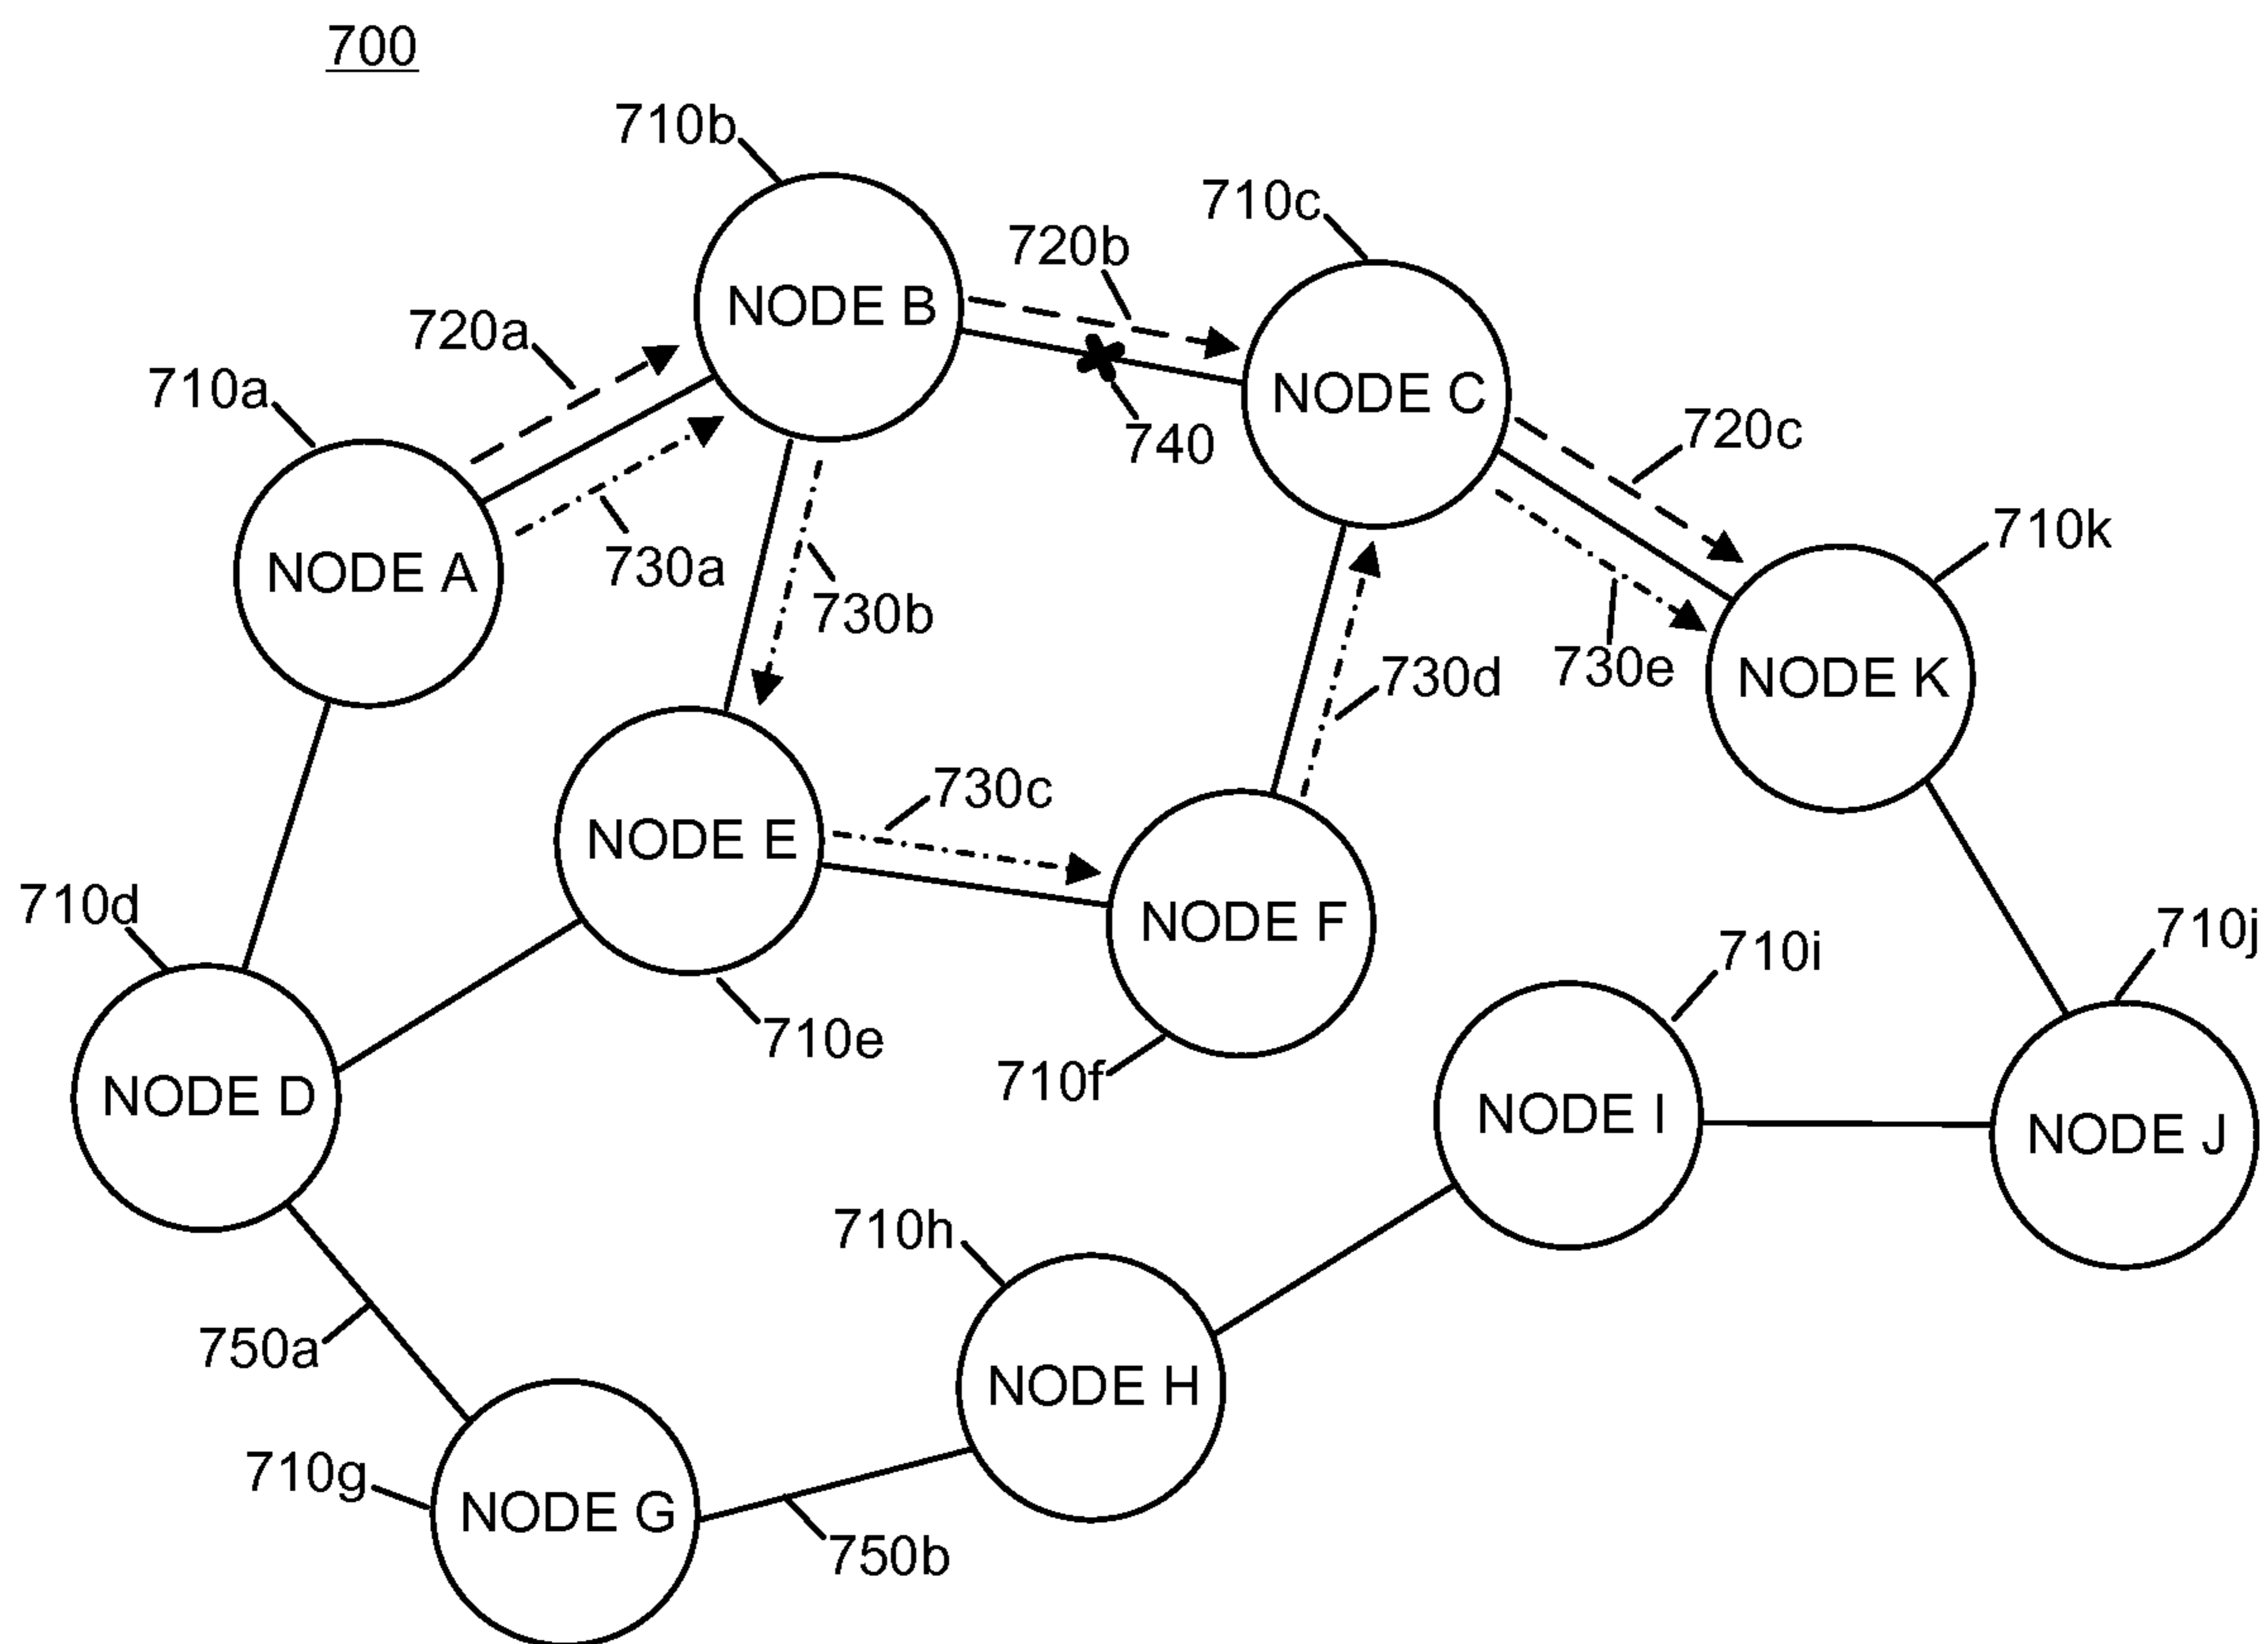 700
710b
710c
720b
720a
NODE B
710a
NODE C
740
720c
710k
NODE A
730a
730b
730d
730e
NODE K
730c
NODE E
710d
NODE F
710i
710j
710e
710f
NODE D
NODE I
NODE J
710h
750a
NODE H
710g
NODE G
750b